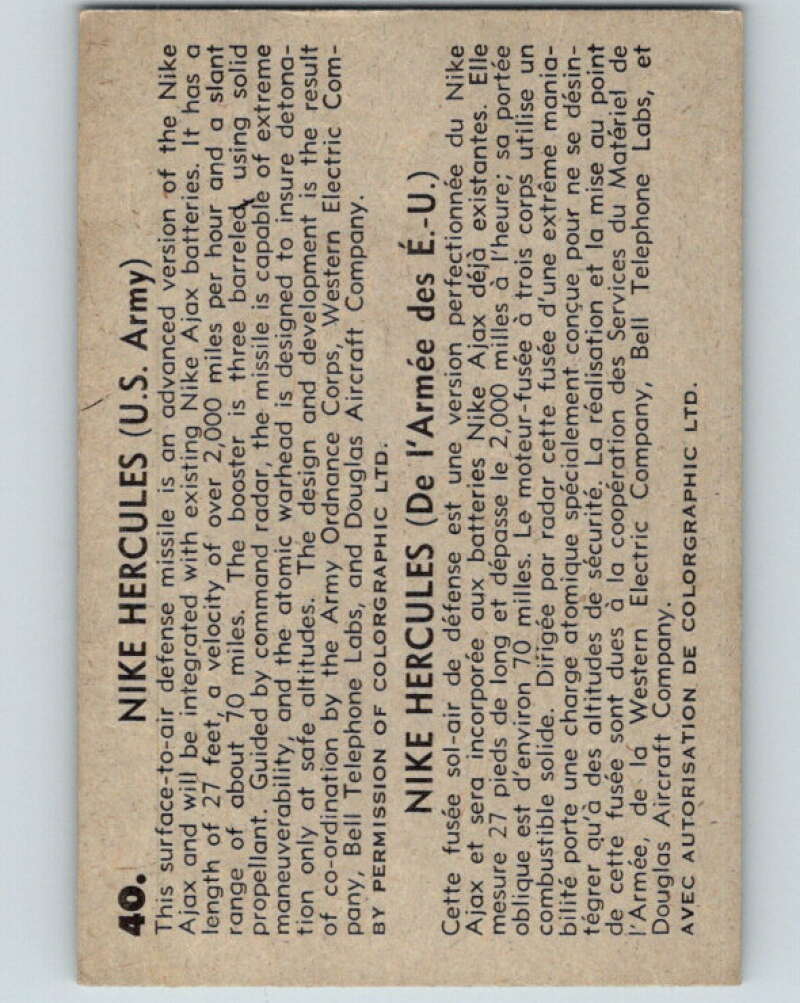 40. NIKE HERCULES (U.S. Army)
This surface-to-air defense missile is an advanced version of the Nike
Ajax and will be integrated with existing Nike Ajax batteries. It has a
length of 27 feet, a velocity of over 2,000 miles per hour and a slant
range of about 70 miles. The booster is three barreled, using solid
propellant. Guided by command radar, the missile is capable of extreme
maneuverability, and the atomic warhead is designed to insure detona-
tion only at safe altitudes. The design and development is the result
of co-ordination by the Army Ordnance Corps, Western Electric Com-
pany, Bell Telephone Labs, and Douglas Aircraft Company.
BY PERMISSION OF COLORGRAPHIC LTD.
NIKE HERCULES (De l'Armée des É.-U.)
Cette fusée sol-air de défense est une version perfectionnée du Nike
Ajax et sera incorporée aux batteries Nike Ajax déjà existantes. Elle
mesure 27 pieds de long et dépasse le 2,000 milles à l'heure; sa portée
oblique est d'environ 70 milles. Le moteur-fusée à trois corps utilise un
combustible solide. Dirigée par radar cette fusée d'une extrême mania-
bilité porte une charge atomique spécialement conçue pour ne se désin-
tégrer qu'à des altitudes de sécurité. La réalisation et la mise au point
de cette fusée sont dues à la coopération des Services du Matériel de
l'Armée, de la Western Electric Company, Bell Telephone Labs, et
Douglas Aircraft Company.
AVEC AUTORISATION DE COLORGRAPHIC LTD.